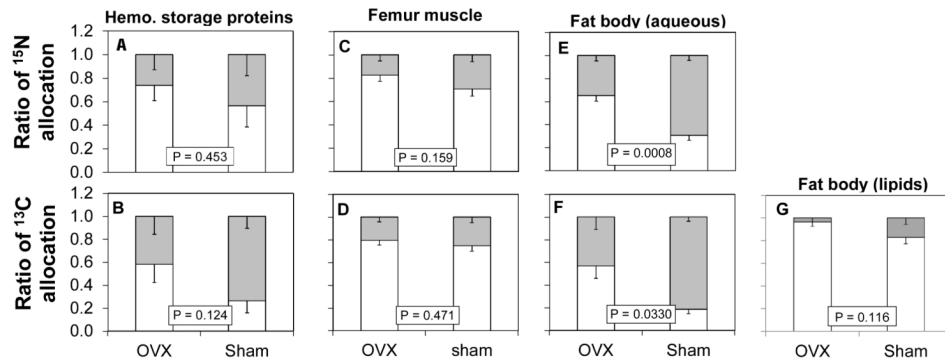 Hemo. storage proteins
Femur muscle
Fat body (aqueous)
Ratio of ¹⁵N
allocation
1.2
1.0
0.8
0.6
0.4
0.2
0.0
A
P = 0.453
C
P = 0.159
E
P = 0.0008
Fat body (lipids)
Ratio of ¹³C
allocation
1.2
1.0
0.8
0.6
0.4
0.2
0.0
B
P = 0.124
D
P = 0.471
F
P = 0.0330
G
P = 0.116
OVX Sham
OVX sham
OVX Sham
OVX Sham